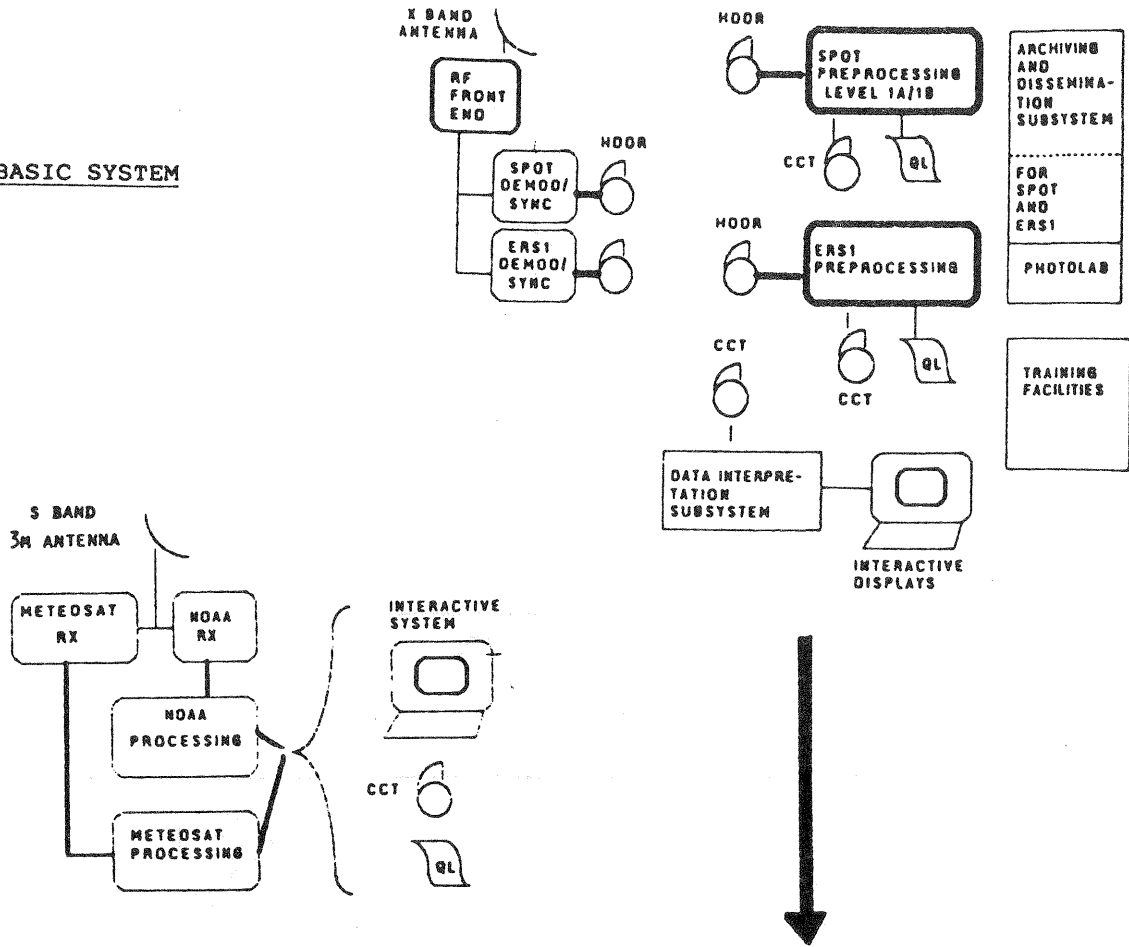 BASIC SYSTEM
X BAND
ANTENNA
RF
FRONT
END
SPOT
DEMOD/
SYNC
HDDR
ERS1
DEMOD/
SYNC
HDDR
SPOT
PREPROCESSING
LEVEL 1A/1B
CCT
QL
HDDR
ERS1
PREPROCESSING
CCT
QL
ARCHIVING
AND
DISSEMINA-
TION
SUBSYSTEM
FOR
SPOT
AND
ERS1
PHOTOLAB
TRAINING
FACILITIES
CCT
DATA INTERPRE-
TATION
SUBSYSTEM
INTERACTIVE
DISPLAYS
S BAND
3M ANTENNA
METEOSAT
RX
NOAA
RX
NOAA
PROCESSING
METEOSAT
PROCESSING
INTERACTIVE
SYSTEM
CCT
QL